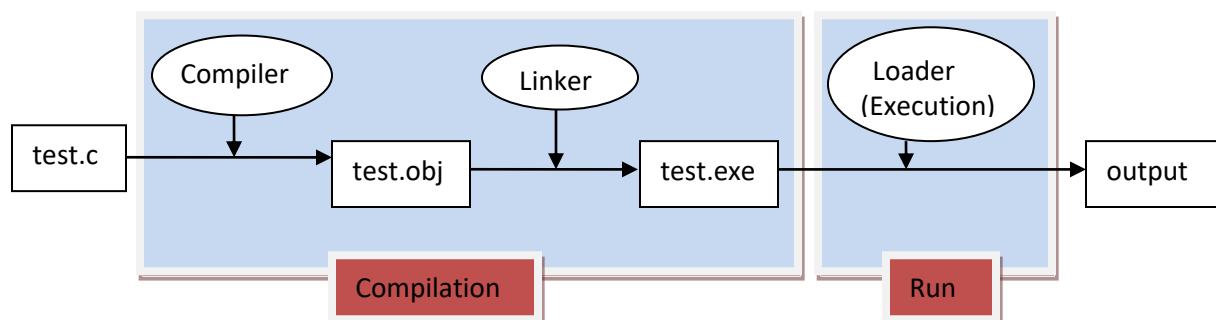 Compiler
Linker
Loader
(Execution)
test.c
test.obj
test.exe
output
Compilation
Run